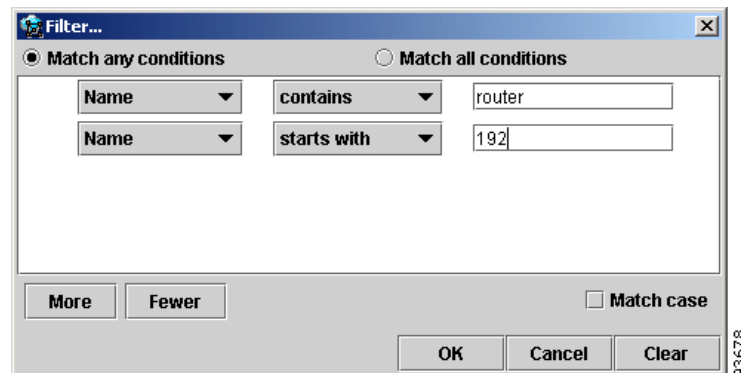 Filter...
Match any conditions Match all conditions
Name contains router
Name starts with 192
More Fewer Match case
OK Cancel Clear
93678